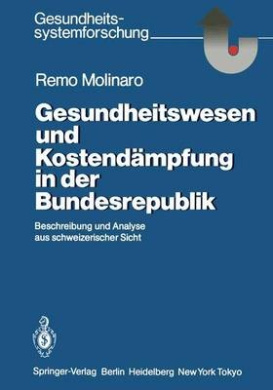 Gesundheits-
systemforschung
Remo Molinaro
Gesundheitswesen
und
Kostendämpfung
in der
Bundesrepublik
Beschreibung und Analyse
aus schweizerischer Sicht
Springer-Verlag Berlin Heidelberg New York Tokyo